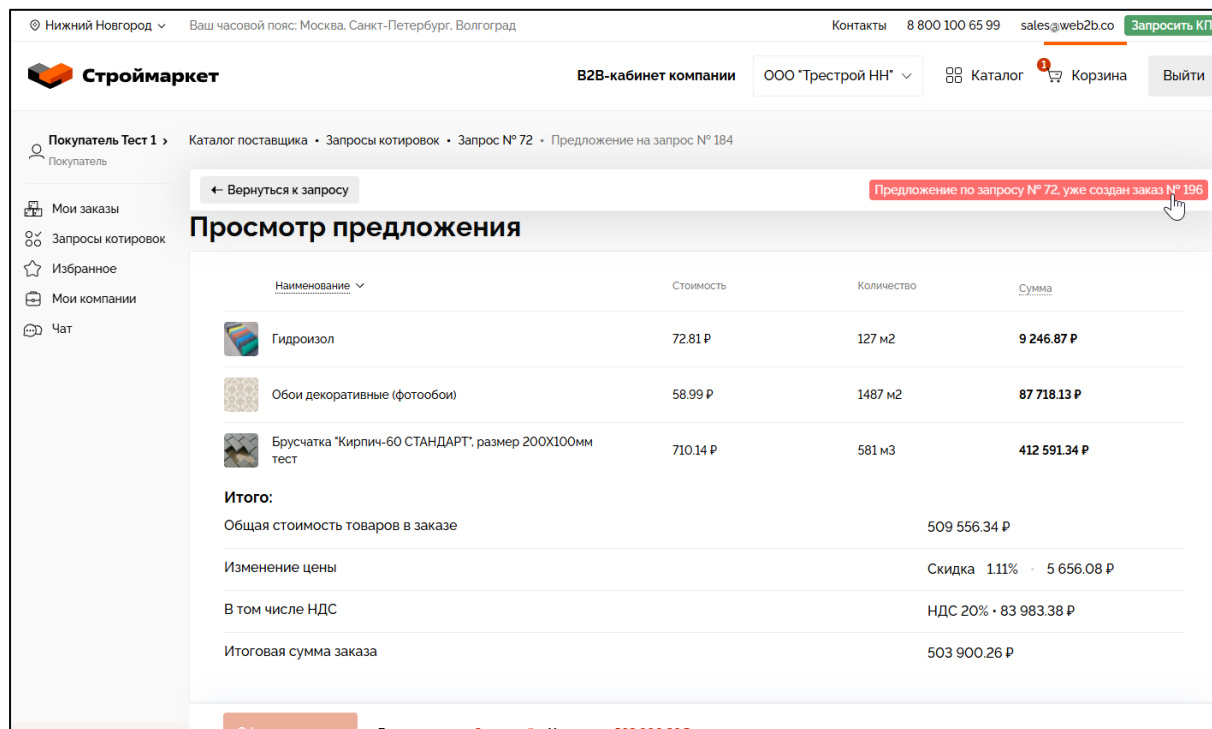 Нижний Новгород Ваш часовой пояс: Москва, Санкт-Петербург, Волгоград Контакты 8 800 100 65 99 sales@web2b.co Запросить КП
Строймаркет B2B-кабинет компании ООО "Трестрой НН" Каталог 1 Корзина Выйти
Покупатель Тест 1 › Каталог поставщика • Запросы котировок • Запрос № 72 • Предложение на запрос № 184
Покупатель
← Вернуться к запросу Предложение по запросу № 72, уже создан заказ № 196
Мои заказы
Просмотр предложения
Запросы котировок
Избранное
Мои компании
Чат
Наименование Стоимость Количество Сумма
Гидроизол 72.81 ₽ 127 м2 9 246.87 ₽
Обои декоративные (фотообои) 58.99 ₽ 1487 м2 87 718.13 ₽
Брусчатка "Кирпич-60 СТАНДАРТ", размер 200Х100мм
тест 710.14 ₽ 581 м3 412 591.34 ₽
Итого:
Общая стоимость товаров в заказе 509 556.34 ₽
Изменение цены Скидка 1.11% · 5 656.08 ₽
В том числе НДС НДС 20% • 83 983.38 ₽
Итоговая сумма заказа 503 900.26 ₽